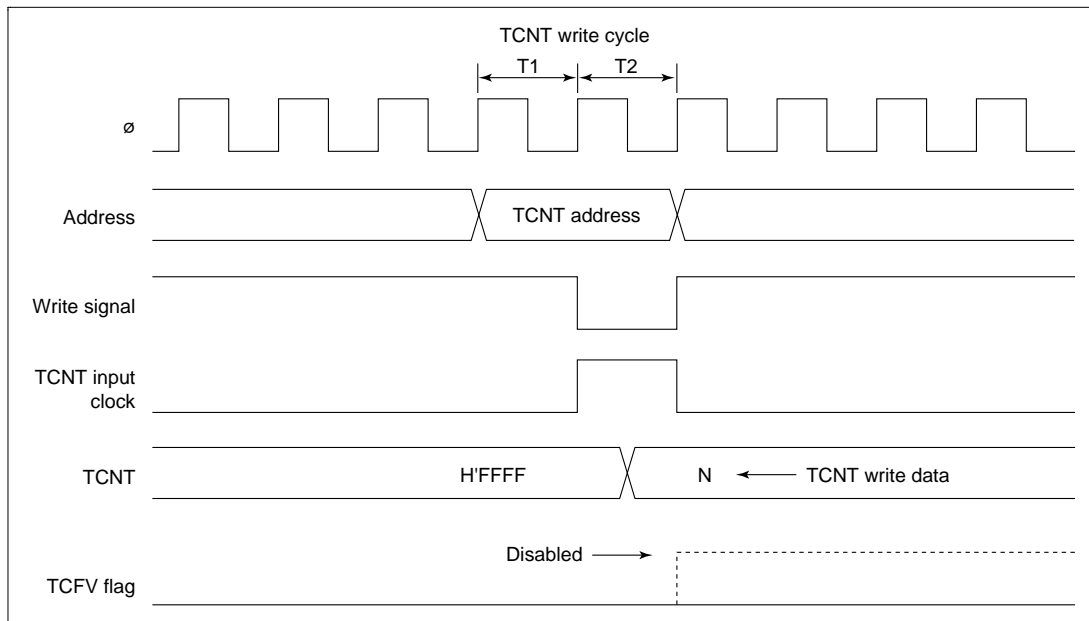 TCNT write cycle
T1 T2
ø
Address TCNT address
Write signal
TCNT input
clock
TCNT H'FFFF N TCNT write data
Disabled
TCFV flag